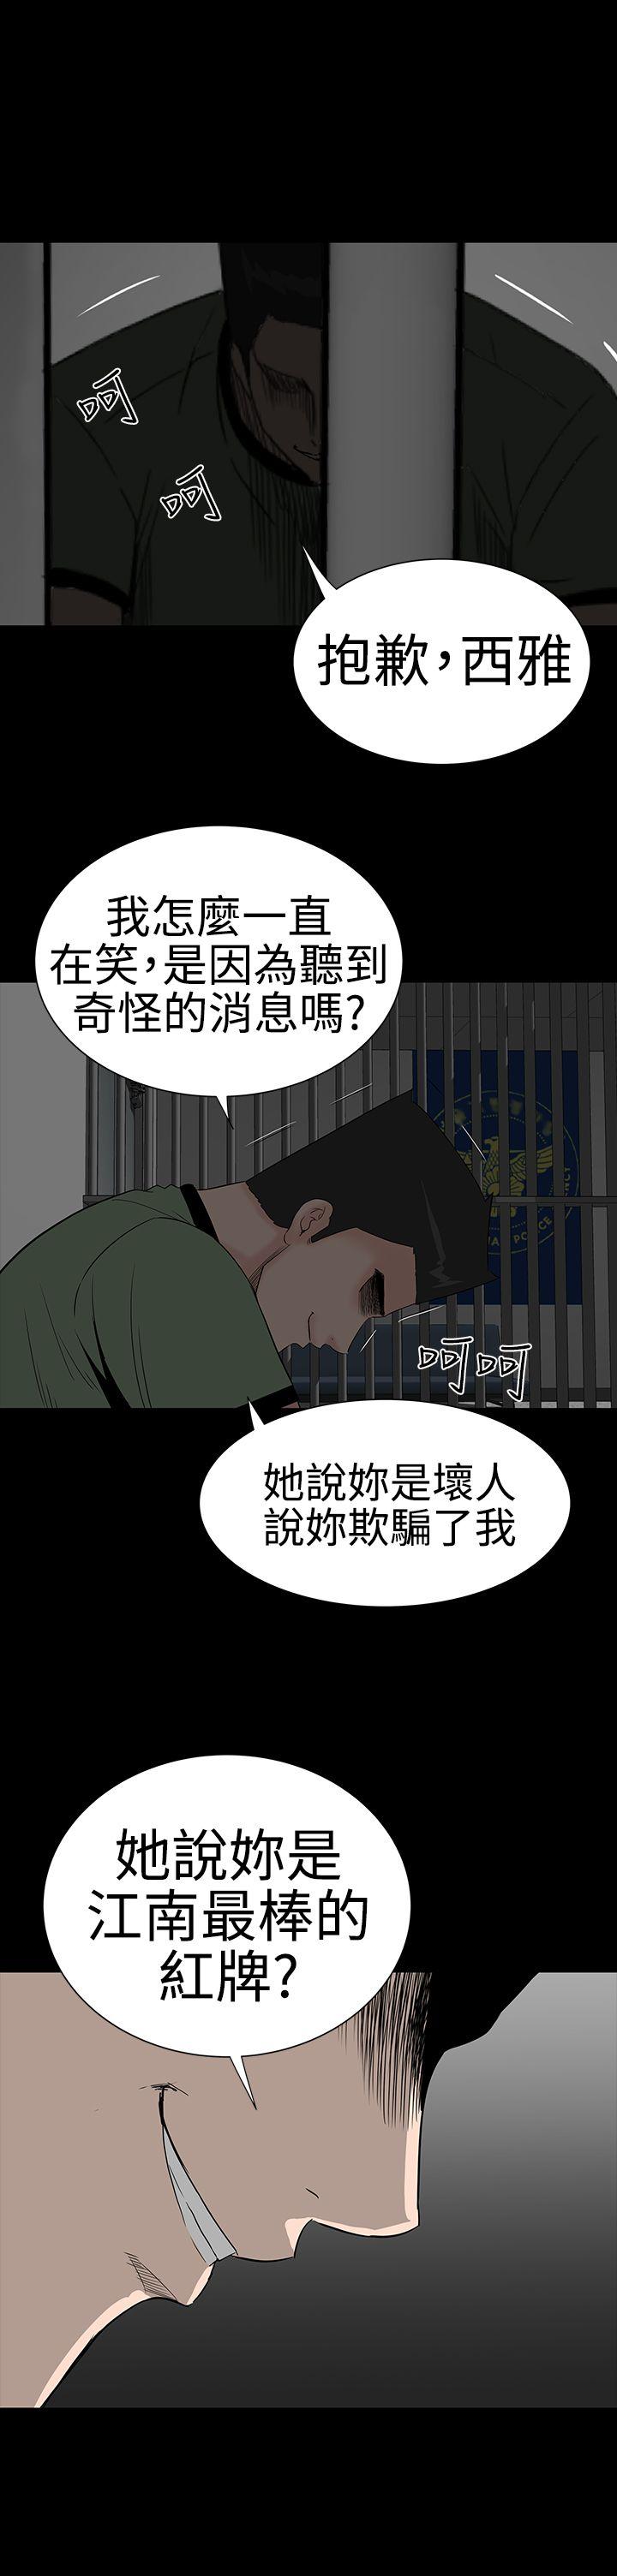 呵
呵
抱歉,西雅
我怎麼一直
在笑,是因為聽到
奇怪的消息嗎?
呵呵
她說妳是壞人
說妳欺騙了我
她說妳是
江南最棒的
紅牌?